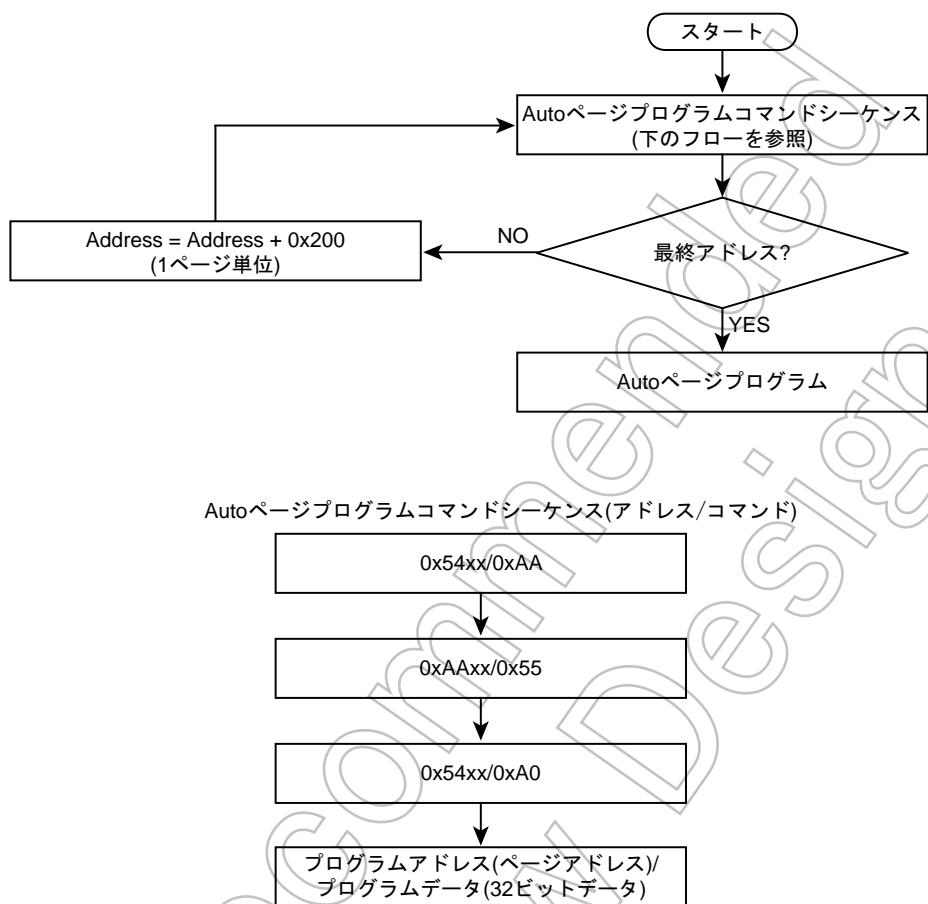 スタート
Autoページプログラムコマンドシーケンス
(下のフローを参照)
Address = Address + 0x200
(1ページ単位)
NO
最終アドレス?
YES
Autoページプログラム
Autoページプログラムコマンドシーケンス(アドレス/コマンド)
0x54xx/0xAA
0xAAxx/0x55
0x54xx/0xA0
プログラムアドレス(ページアドレス)/
プログラムデータ(32ビットデータ)
ecommended
w Design